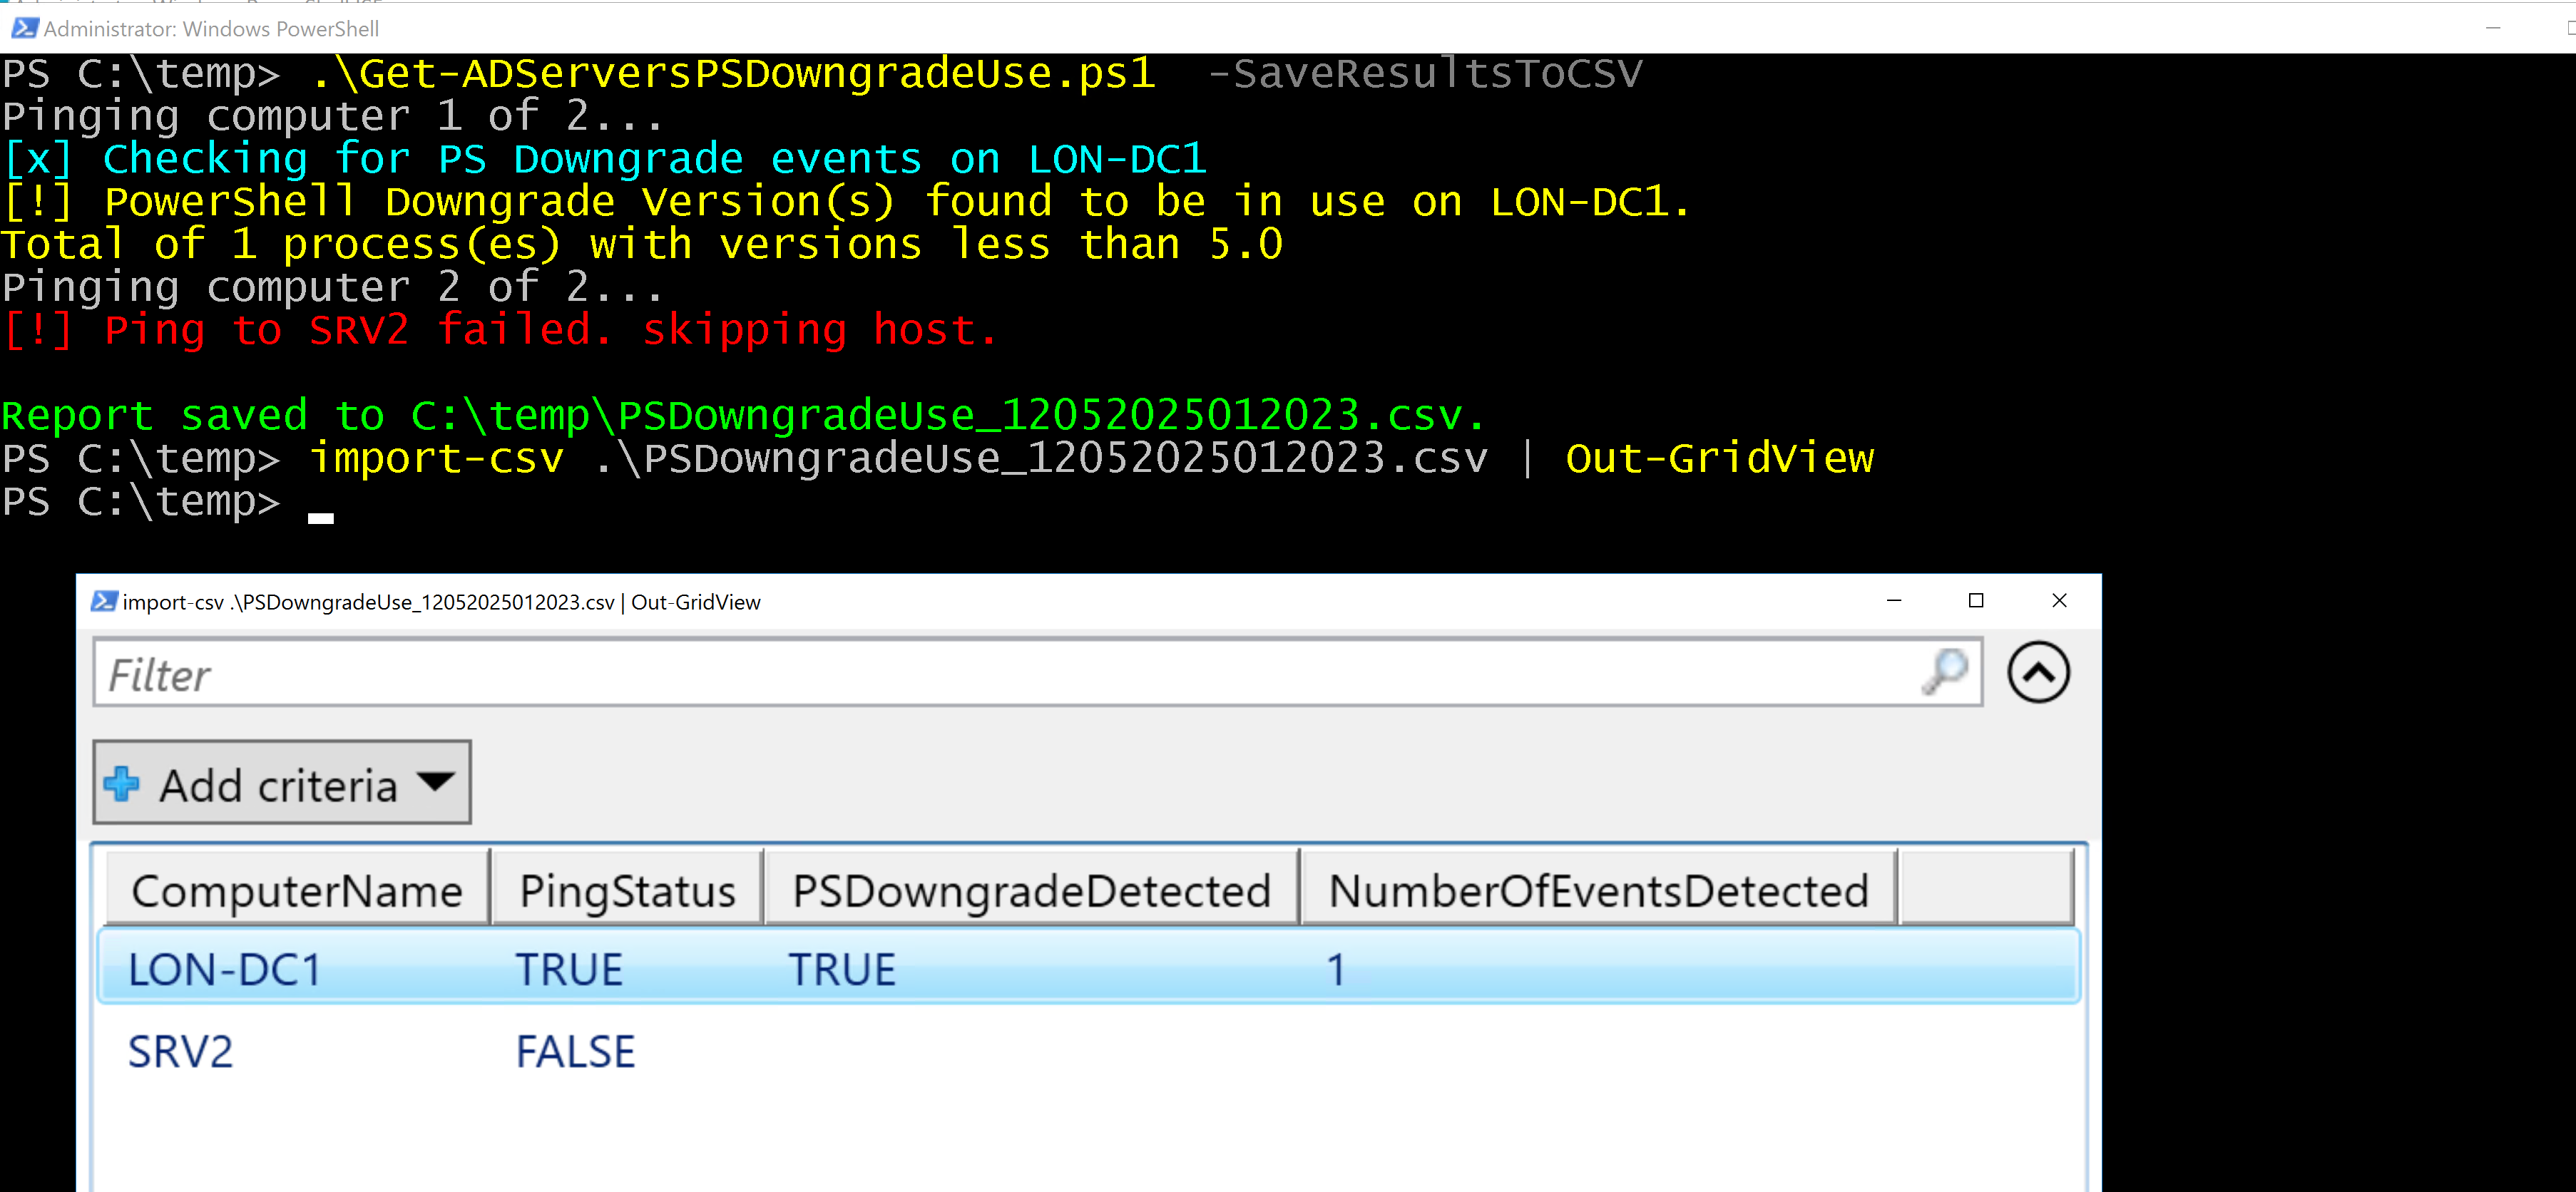 Administrator: Windows PowerShell
PS C:\temp> .\Get-ADServersPSDowngradeUse.ps1  -SaveResultsToCSV
Pinging computer 1 of 2...
[x] Checking for PS Downgrade events on LON-DC1
[!] PowerShell Downgrade Version(s) found to be in use on LON-DC1.
Total of 1 process(es) with versions less than 5.0
Pinging computer 2 of 2...
[!] Ping to SRV2 failed. skipping host.
Report saved to C:\temp\PSDowngradeUse_12052025012023.csv.
PS C:\temp> import-csv .\PSDowngradeUse_12052025012023.csv | Out-GridView
PS C:\temp>
import-csv .\PSDowngradeUse_12052025012023.csv | Out-GridView
Filter
Add criteria
ComputerName PingStatus PSDowngradeDetected NumberOfEventsDetected
LON-DC1 TRUE TRUE 1
SRV2 FALSE